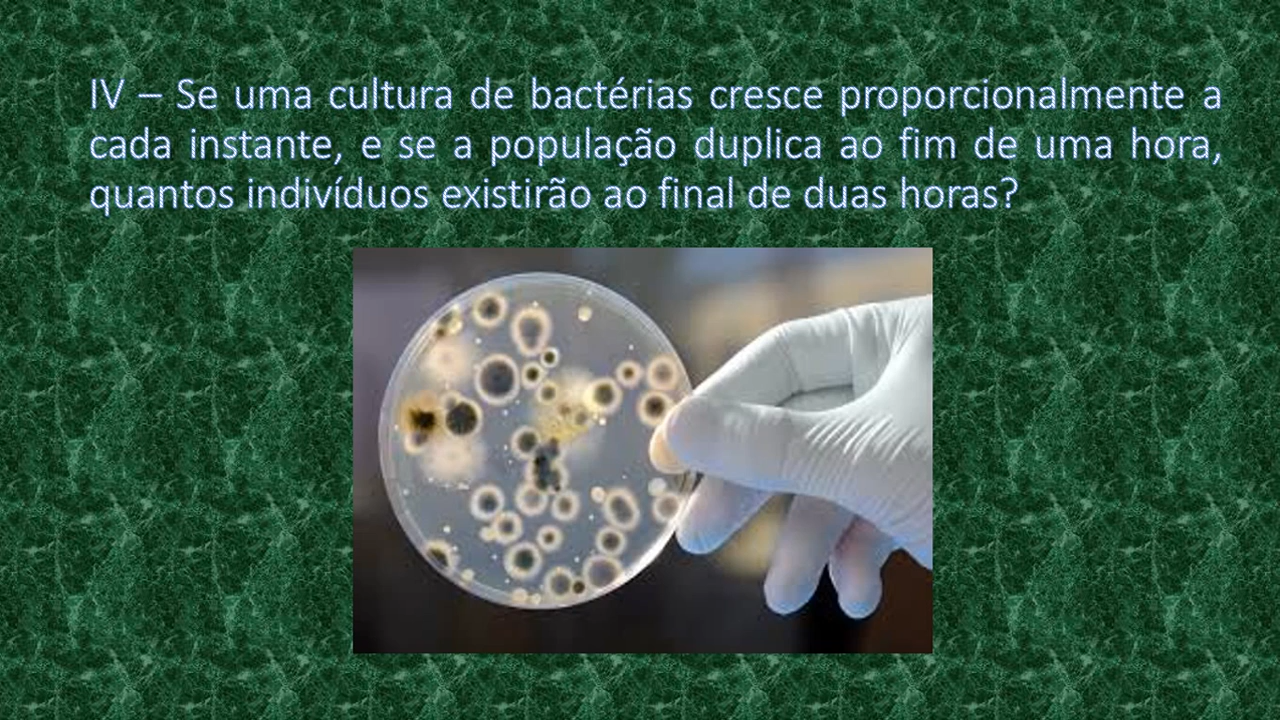 IV – Se uma cultura de bactérias cresce proporcionalmente a
cada instante, e se a população duplica ao fim de uma hora,
quantos indivíduos existirão ao final de duas horas?